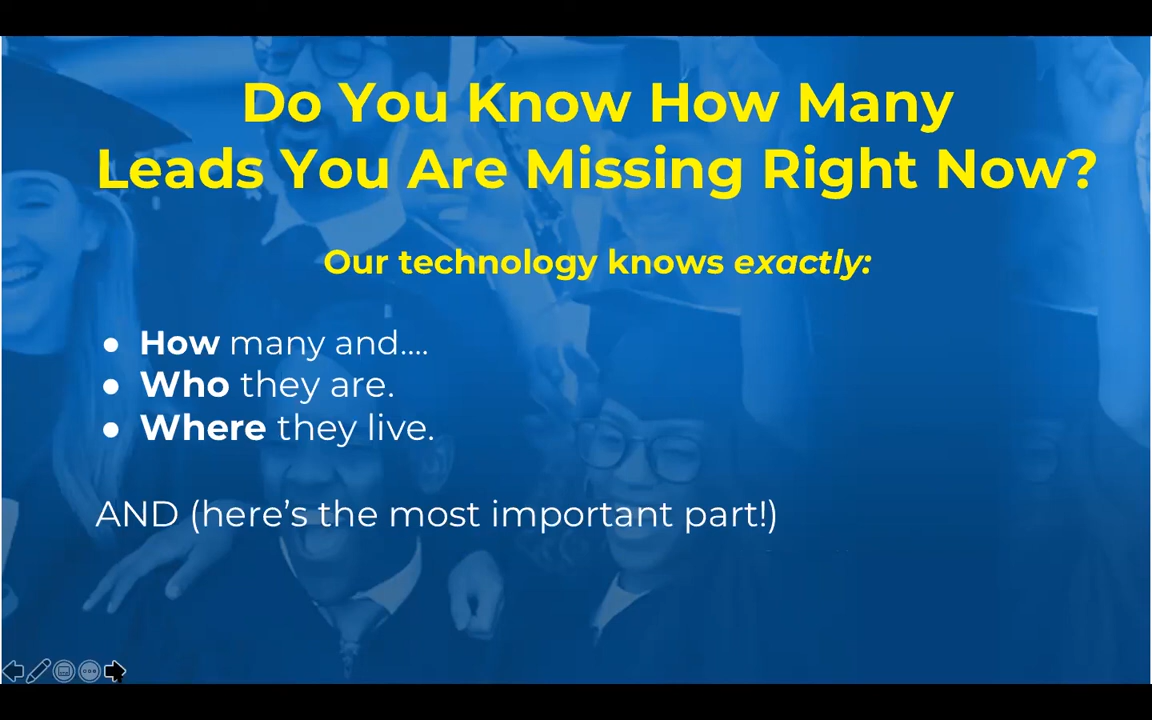 Do You Know How Many
Leads You Are Missing Right Now?
Our technology knows exactly:
● How many and....
● Who they are.
● Where they live.
AND (here’s the most important part!)